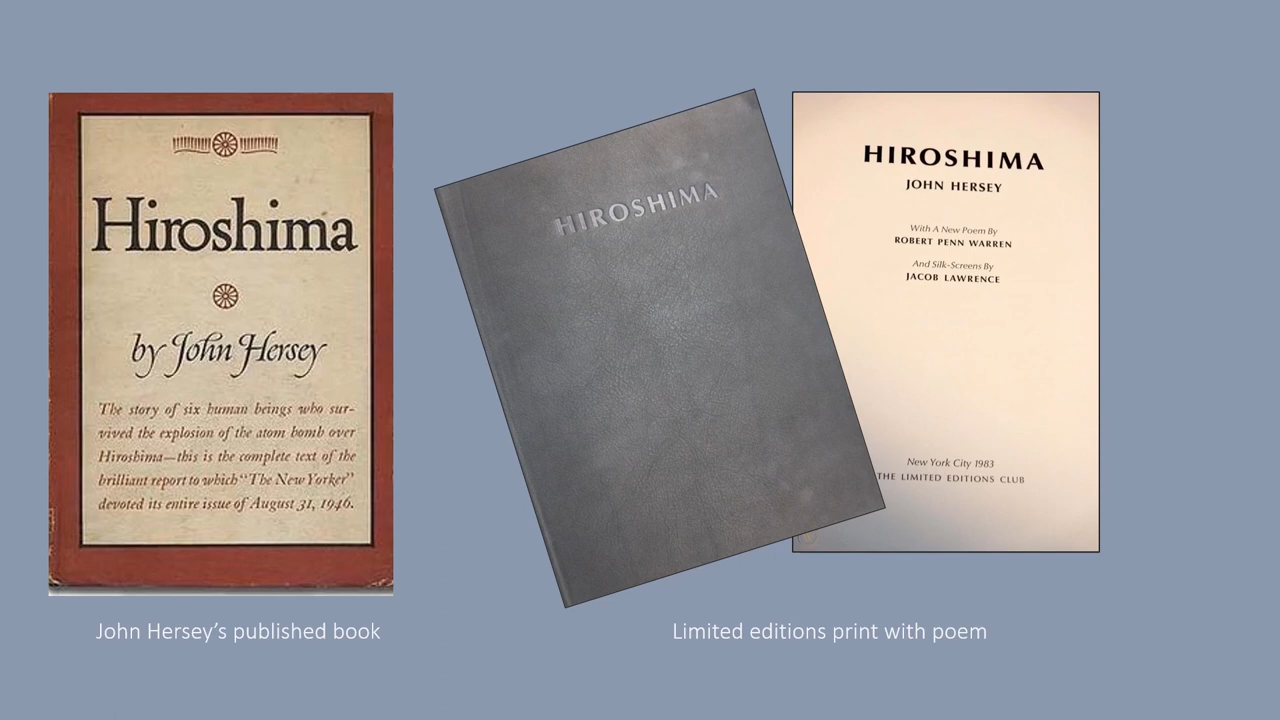 Hiroshima
by John Hersey
The story of six human beings who sur-
vived the explosion of the atom bomb over
Hiroshima—this is the complete text of the
brilliant report to which “The New Yorker”
devoted its entire issue of August 31, 1946.
John Hersey’s published book
HIROSHIMA
HIROSHIMA
JOHN HERSEY
With A New Poem By
ROBERT PENN WARREN
And Silk-Screens By
JACOB LAWRENCE
New York City 1983
THE LIMITED EDITIONS CLUB
Limited editions print with poem